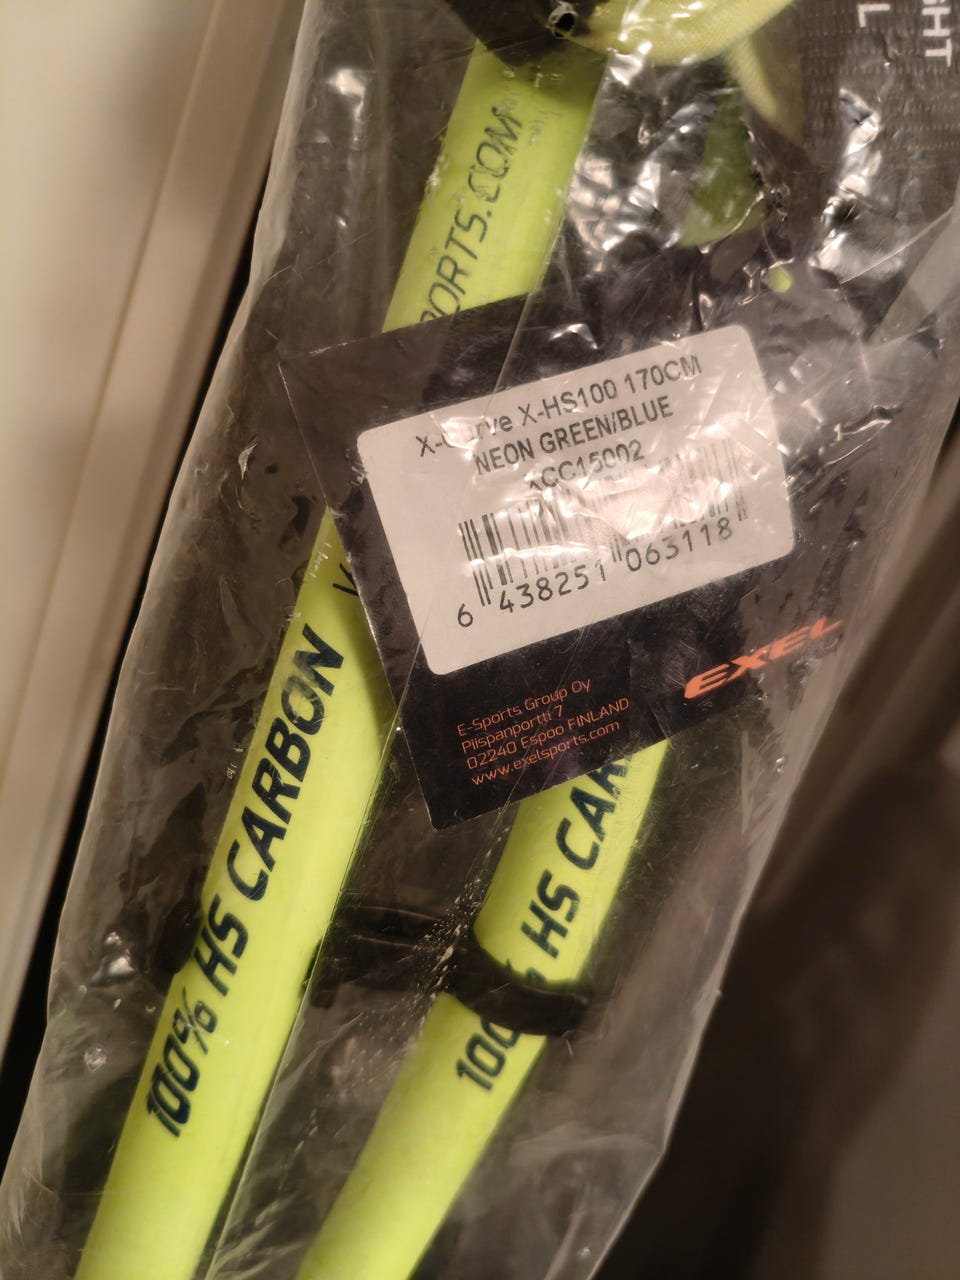 GHT
L
PORTS.COM
X-Curve X-HS100 170CM
NEON GREEN/BLUE
XCC15002
6 438251 063118
EXEL
E-Sports Group Oy
Piispanportti 7
02240 Espoo FINLAND
www.exelsports.com
100% HS CARBON
100% HS CAR